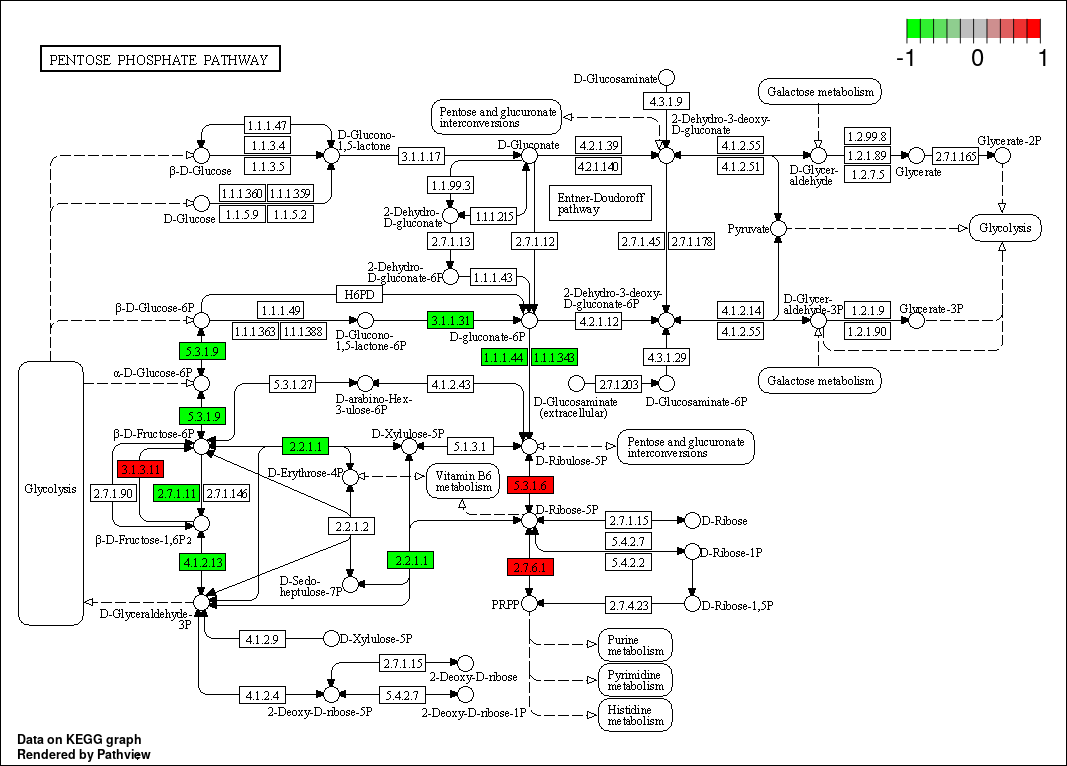 -1 0 1
PENTOSE PHOSPHATE PATHWAY
D-Glucosaminate
4.3.1.9
Galactose metabolism
Pentose and glucuronate
interconversions
2-Dehydro-3-deoxy-
D-gluconate
1.1.1.47
1.1.3.4
1.1.3.5
β-D-Glucose
D-Glucono-
1,5-lactone
3.1.1.17
D-Gluconate
4.2.1.39
4.2.1.140
4.1.2.55
4.1.2.51
D-Glycer-
aldehyde
1.2.99.8
1.2.1.89
1.2.7.5
Glycerate
2.7.1.165
Glycerate-2P
1.1.1.360
1.1.1.359
1.1.5.9
1.1.5.2
D-Glucose
1.1.99.3
2-Dehydro-
D-gluconate
1.1.1.215
Entner-Doudoroff
pathway
2.7.1.13
2.7.1.12
2.7.1.45
2.7.1.178
Pyruvate
Glycolysis
2-Dehydro-
D-gluconate-6P
1.1.1.43
H6PD
β-D-Glucose-6P
1.1.1.49
1.1.1.363
1.1.1.388
D-Glucono-
1,5-lactone-6P
3.1.1.31
D-gluconate-6P
2-Dehydro-3-deoxy-
D-gluconate-6P
4.2.1.12
4.1.2.14
4.1.2.55
D-Glycer-
aldehyde-3P
1.2.1.9
1.2.1.90
Glycerate-3P
5.3.1.9
1.1.1.44
1.1.1.343
4.3.1.29
α-D-Glucose-6P
5.3.1.27
D-arabino-Hex-
3-ulose-6P
4.1.2.43
D-Glucosaminate
(extracellular)
2.7.1.203
D-Glucosaminate-6P
Galactose metabolism
5.3.1.9
β-D-Fructose-6P
2.2.1.1
D-Xylulose-5P
5.1.3.1
D-Ribulose-5P
Pentose and glucuronate
interconversions
3.1.3.11
2.7.1.90
2.7.1.11
2.7.1.146
D-Erythrose-4P
Vitamin B6
metabolism
5.3.1.6
Glycolysis
D-Ribose-5P
2.7.1.15
D-Ribose
β-D-Fructose-1,6P2
2.2.1.2
5.4.2.7
5.4.2.2
D-Ribose-1P
4.1.2.13
2.2.1.1
2.7.6.1
D-Sedo-
heptulose-7P
D-Glyceraldehyde-
3P
PRPP
2.7.4.23
D-Ribose-1,5P
4.1.2.9
D-Xylulose-5P
Purine
metabolism
2.7.1.15
2-Deoxy-D-ribose
Pyrimidine
metabolism
4.1.2.4
2-Deoxy-D-ribose-5P
5.4.2.7
2-Deoxy-D-ribose-1P
Histidine
metabolism
Data on KEGG graph
Rendered by Pathview